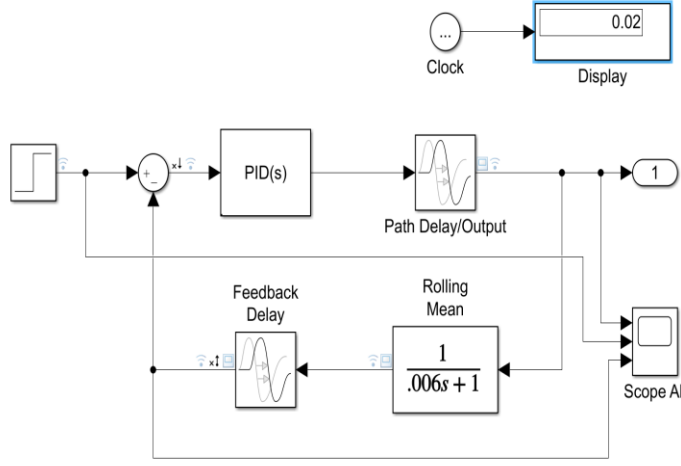 ...
0.02
Clock
Display
+
−
PID(s)
1
Path Delay/Output
Feedback
Delay
Rolling
Mean
1
.006s + 1
Scope Al